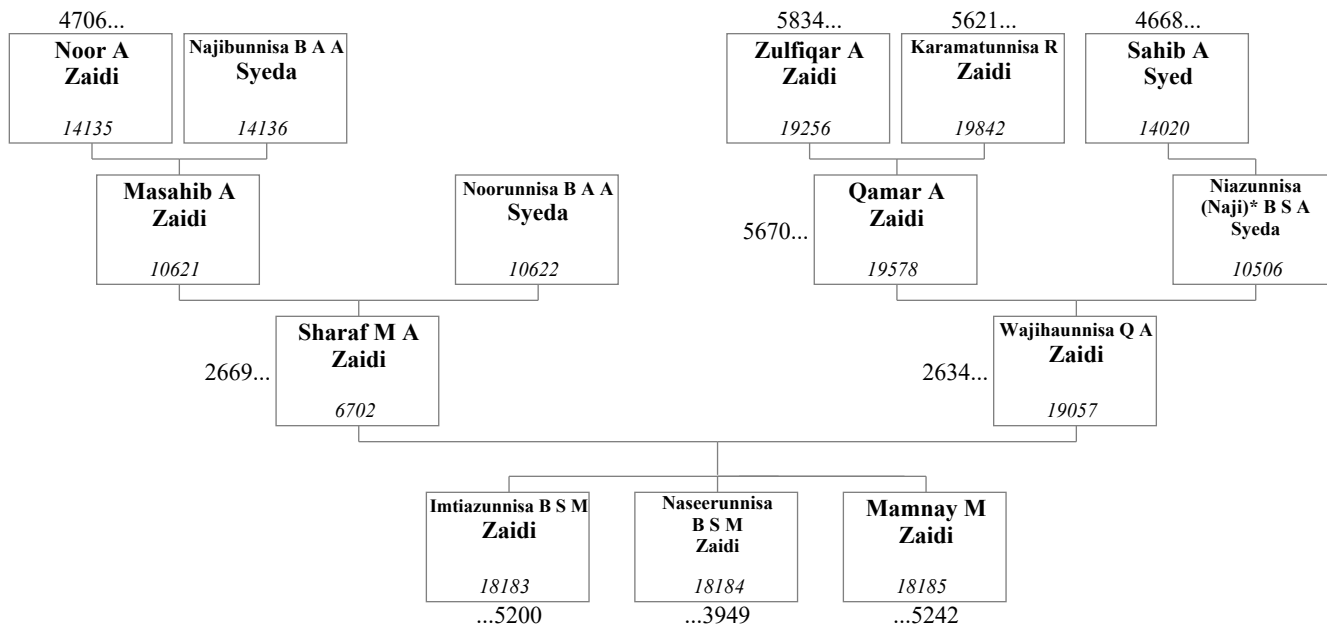 4706...
5834...
5621...
4668...
Noor A
Zaidi
14135
Najibunnisa B A A
Syeda
14136
Zulfiqar A
Zaidi
19256
Karamatunnisa R
Zaidi
19842
Sahib A
Syed
14020
Masahib A
Zaidi
10621
Noorunnisa B A A
Syeda
10622
5670...
Qamar A
Zaidi
19578
Niazunnisa
(Naji)* B S A
Syeda
10506
2669...
Sharaf M A
Zaidi
6702
2634...
Wajihaunnisa Q A
Zaidi
19057
Imtiazunnisa B S M
Zaidi
18183
Naseerunnisa
B S M
Zaidi
18184
Mamnay M
Zaidi
18185
...5200
...3949
...5242